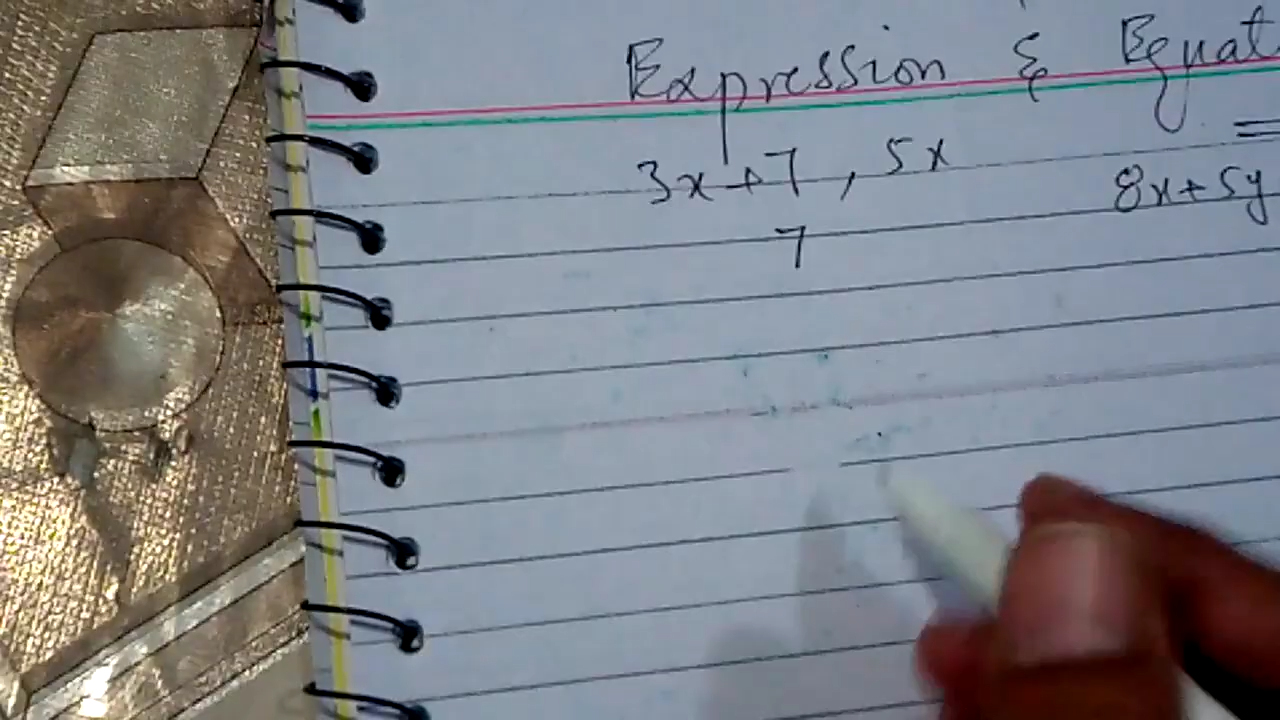 Expression & Equat
3x+7, 5x
=
8x+5y
7